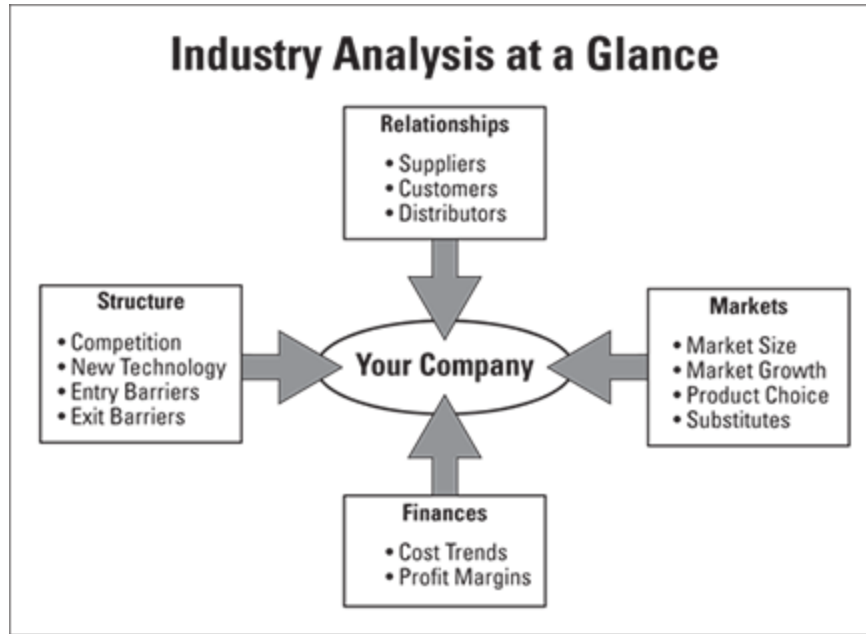 Industry Analysis at a Glance
Relationships
• Suppliers
• Customers
• Distributors
Structure
• Competition
• New Technology
• Entry Barriers
• Exit Barriers
Your Company
Markets
• Market Size
• Market Growth
• Product Choice
• Substitutes
Finances
• Cost Trends
• Profit Margins